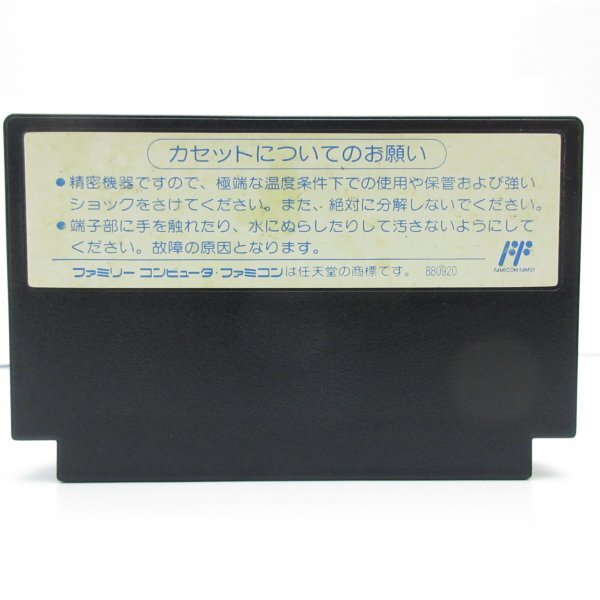 カセットについてのお願い
●精密機器ですので、極端な温度条件下での使用や保管および強い
ショックをさけてください。また、絶対に分解しないでください。
●端子部に手を触れたり、水にぬらしたりして汚さないようにして
ください。故障の原因となります。
ファミリー コンピュータ・ファミコンは任天堂の商標です。 880920
FF
FAMICOM FAMILY